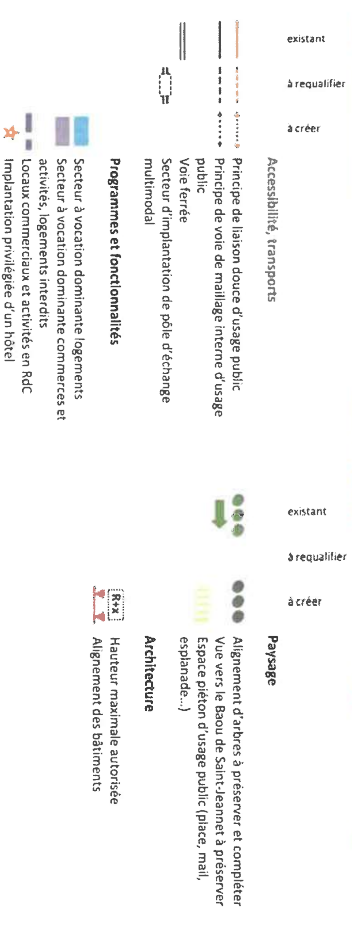 existant
à requalifier
à créer
Accessibilité, transports
Principe de liaison douce d'usage public
Principe de voie de maillage interne d'usage
public
Voie ferrée
Secteur d'implantation de pôle d'échange
multimodal
Programmes et fonctionnalités
Secteur à vocation dominante logements
Secteur à vocation dominante commerces et
activités, logements interdits
Locaux commerciaux et activités en RdC
Implantation privilégiée d'un hôtel
existant
à requalifier
à créer
Paysage
Alignement d'arbres à préserver et compléter
Vue vers le Baou de Saint-Jeannet à préserver
Espace piéton d'usage public (place, mail,
esplanade...)
Architecture
R+x
Hauteur maximale autorisée
Alignement des bâtiments